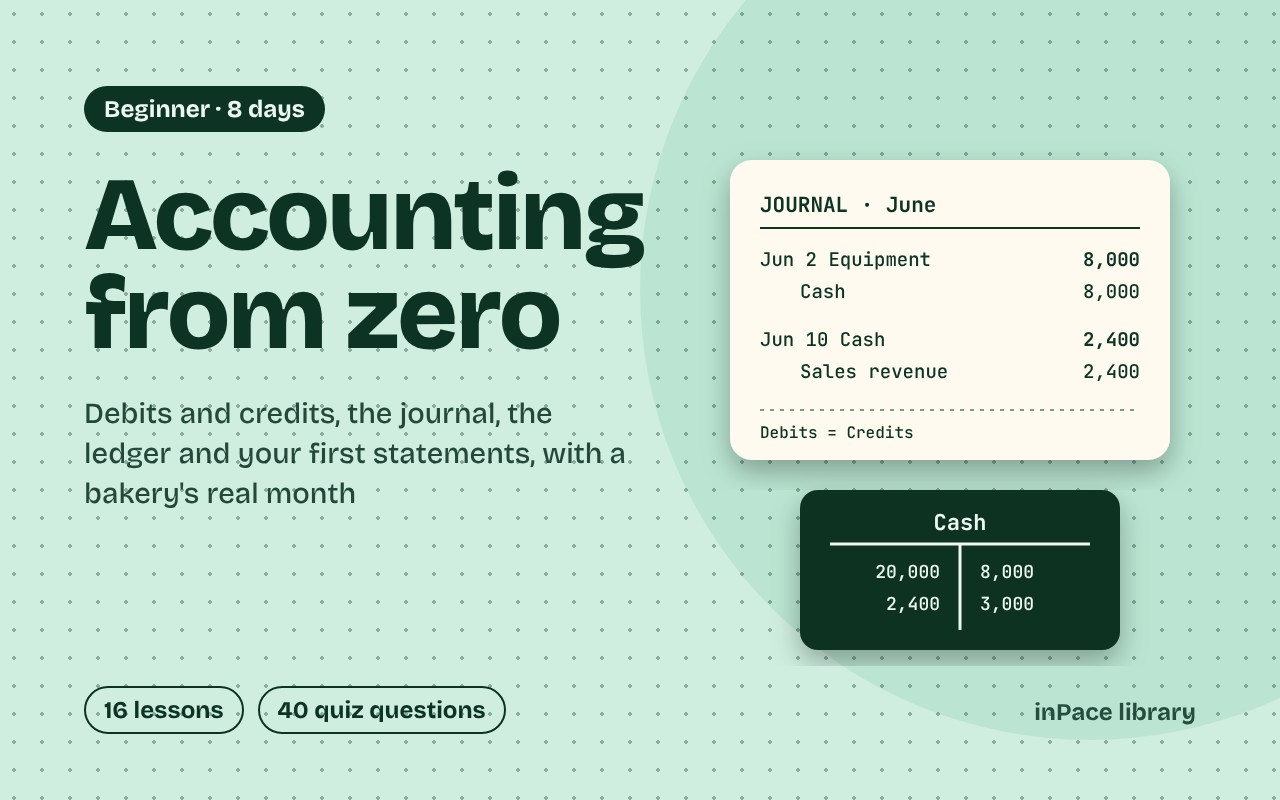 Beginner · 8 days
Accounting
from zero
Debits and credits, the journal, the
ledger and your first statements, with a
bakery's real month
16 lessons
40 quiz questions
JOURNAL · June
Jun 2 Equipment 8,000
Cash 8,000
Jun 10 Cash 2,400
Sales revenue 2,400
Debits = Credits
Cash
20,000 8,000
2,400 3,000
inPace library